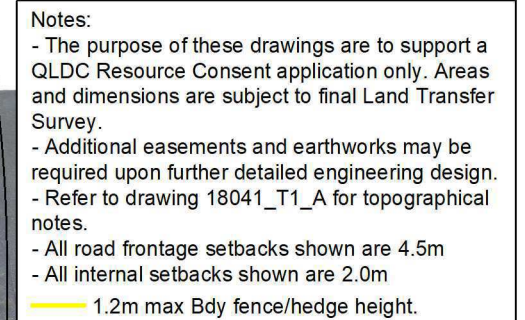 Notes:
- The purpose of these drawings are to support a
QLDC Resource Consent application only. Areas
and dimensions are subject to final Land Transfer
Survey.
- Additional easements and earthworks may be
required upon further detailed engineering design.
- Refer to drawing 18041_T1_A for topographical
notes.
- All road frontage setbacks shown are 4.5m
- All internal setbacks shown are 2.0m
1.2m max Bdy fence/hedge height.